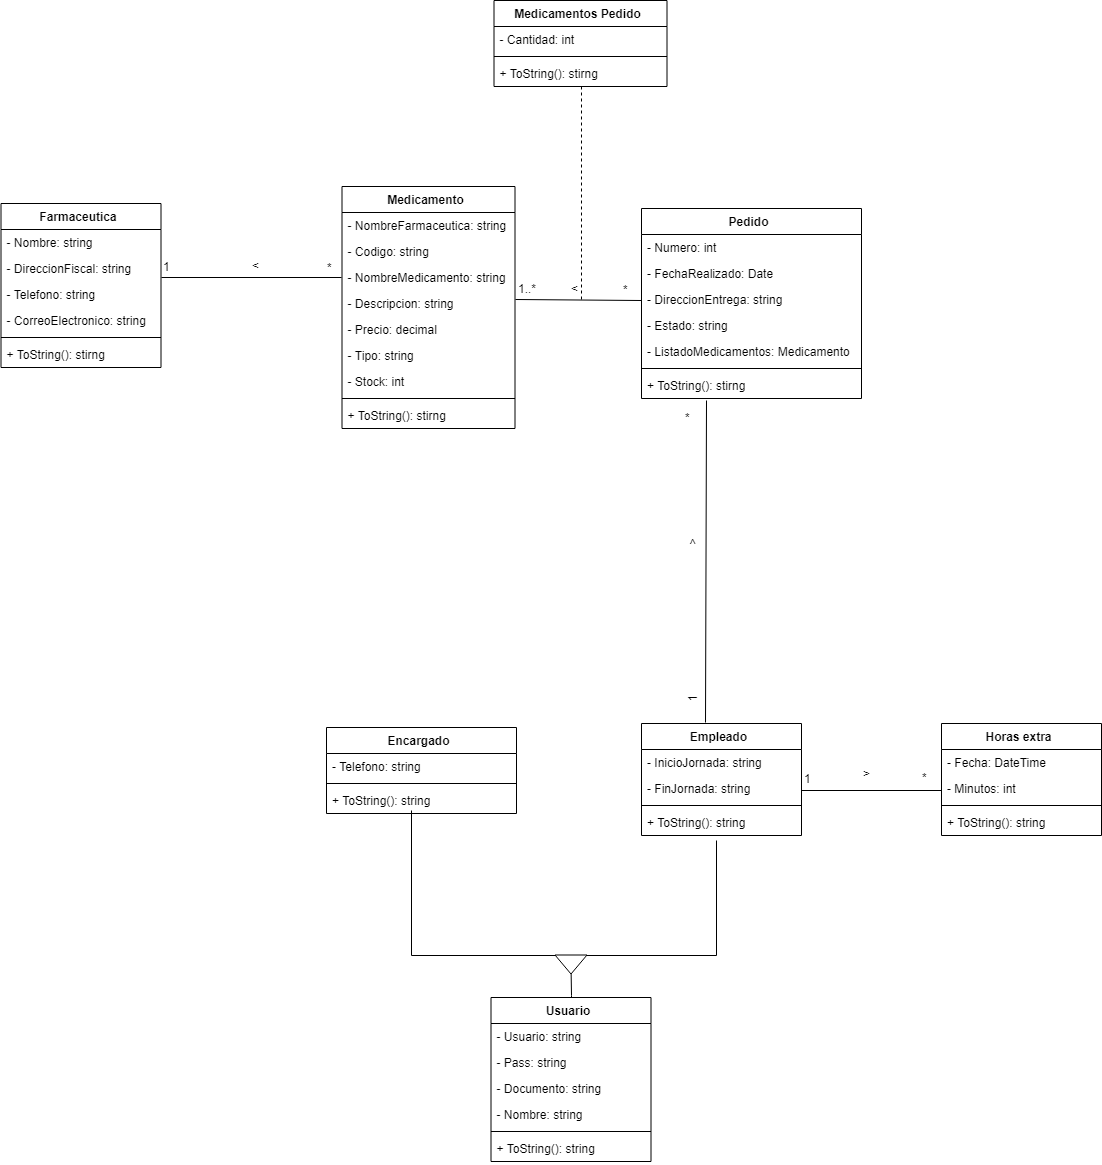 Medicamentos Pedido
- Cantidad: int
+ ToString(): stirng
Farmaceutica
- Nombre: string
- DireccionFiscal: string
- Telefono: string
- CorreoElectronico: string
+ ToString(): stirng
1
<
*
Medicamento
- NombreFarmaceutica: string
- Codigo: string
- NombreMedicamento: string
- Descripcion: string
- Precio: decimal
- Tipo: string
- Stock: int
+ ToString(): stirng
1..*
<
*
Pedido
- Numero: int
- FechaRealizado: Date
- DireccionEntrega: string
- Estado: string
- ListadoMedicamentos: Medicamento
+ ToString(): stirng
*
<
1
Encargado
- Telefono: string
+ ToString(): string
Empleado
- InicioJornada: string
- FinJornada: string
+ ToString(): string
1
>
*
Horas extra
- Fecha: DateTime
- Minutos: int
+ ToString(): string
Usuario
- Usuario: string
- Pass: string
- Documento: string
- Nombre: string
+ ToString(): string